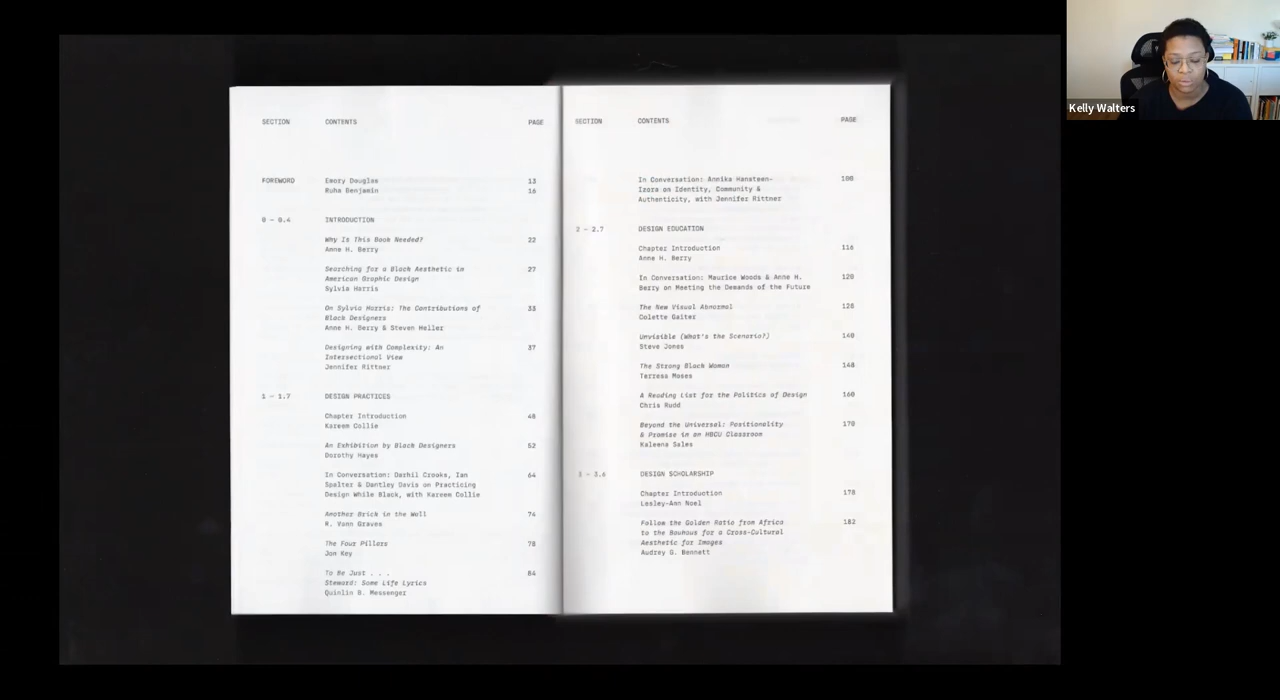 SECTION CONTENTS PAGE
FOREWORD Emory Douglas 13
Ruha Benjamin 16
0 – 0.4 INTRODUCTION
Why Is This Book Needed? 22
Anne H. Berry
Searching for a Black Aesthetic in 27
American Graphic Design
Sylvia Harris
On Sylvia Harris: The Contributions of 33
Black Designers
Anne H. Berry & Steven Heller
Designing with Complexity: An 37
Intersectional View
Jennifer Rittner
1 – 1.7 DESIGN PRACTICES
Chapter Introduction 48
Kareem Collie
An Exhibition by Black Designers 52
Dorothy Hayes
In Conversation: Dárhil Crooks, Ian 64
Spalter & Dantley Davis on Practicing
Design While Black, with Kareem Collie
Another Brick in the Wall 74
R. Vann Graves
The Four Pillars 78
Jon Key
To Be Just . . . 84
Steward: Some Life Lyrics
Quinlin B. Messenger
SECTION CONTENTS PAGE
In Conversation: Annika Hansteen- 100
Izora on Identity, Community &
Authenticity, with Jennifer Rittner
2 – 2.7 DESIGN EDUCATION
Chapter Introduction 116
Anne H. Berry
In Conversation: Maurice Woods & Anne H. 120
Berry on Meeting the Demands of the Future
The New Visual Abnormal 128
Colette Gaiter
Unvisible (What's the Scenario?) 140
Steve Jones
The Strong Black Woman 148
Terresa Moses
A Reading List for the Politics of Design 160
Chris Rudd
Beyond the Universal: Positionality 170
& Promise in an HBCU Classroom
Kaleena Sales
3 – 3.6 DESIGN SCHOLARSHIP
Chapter Introduction 178
Lesley-Ann Noel
Follow the Golden Ratio from Africa 182
to the Bauhaus for a Cross-Cultural
Aesthetic for Images
Audrey G. Bennett
Kelly Walters